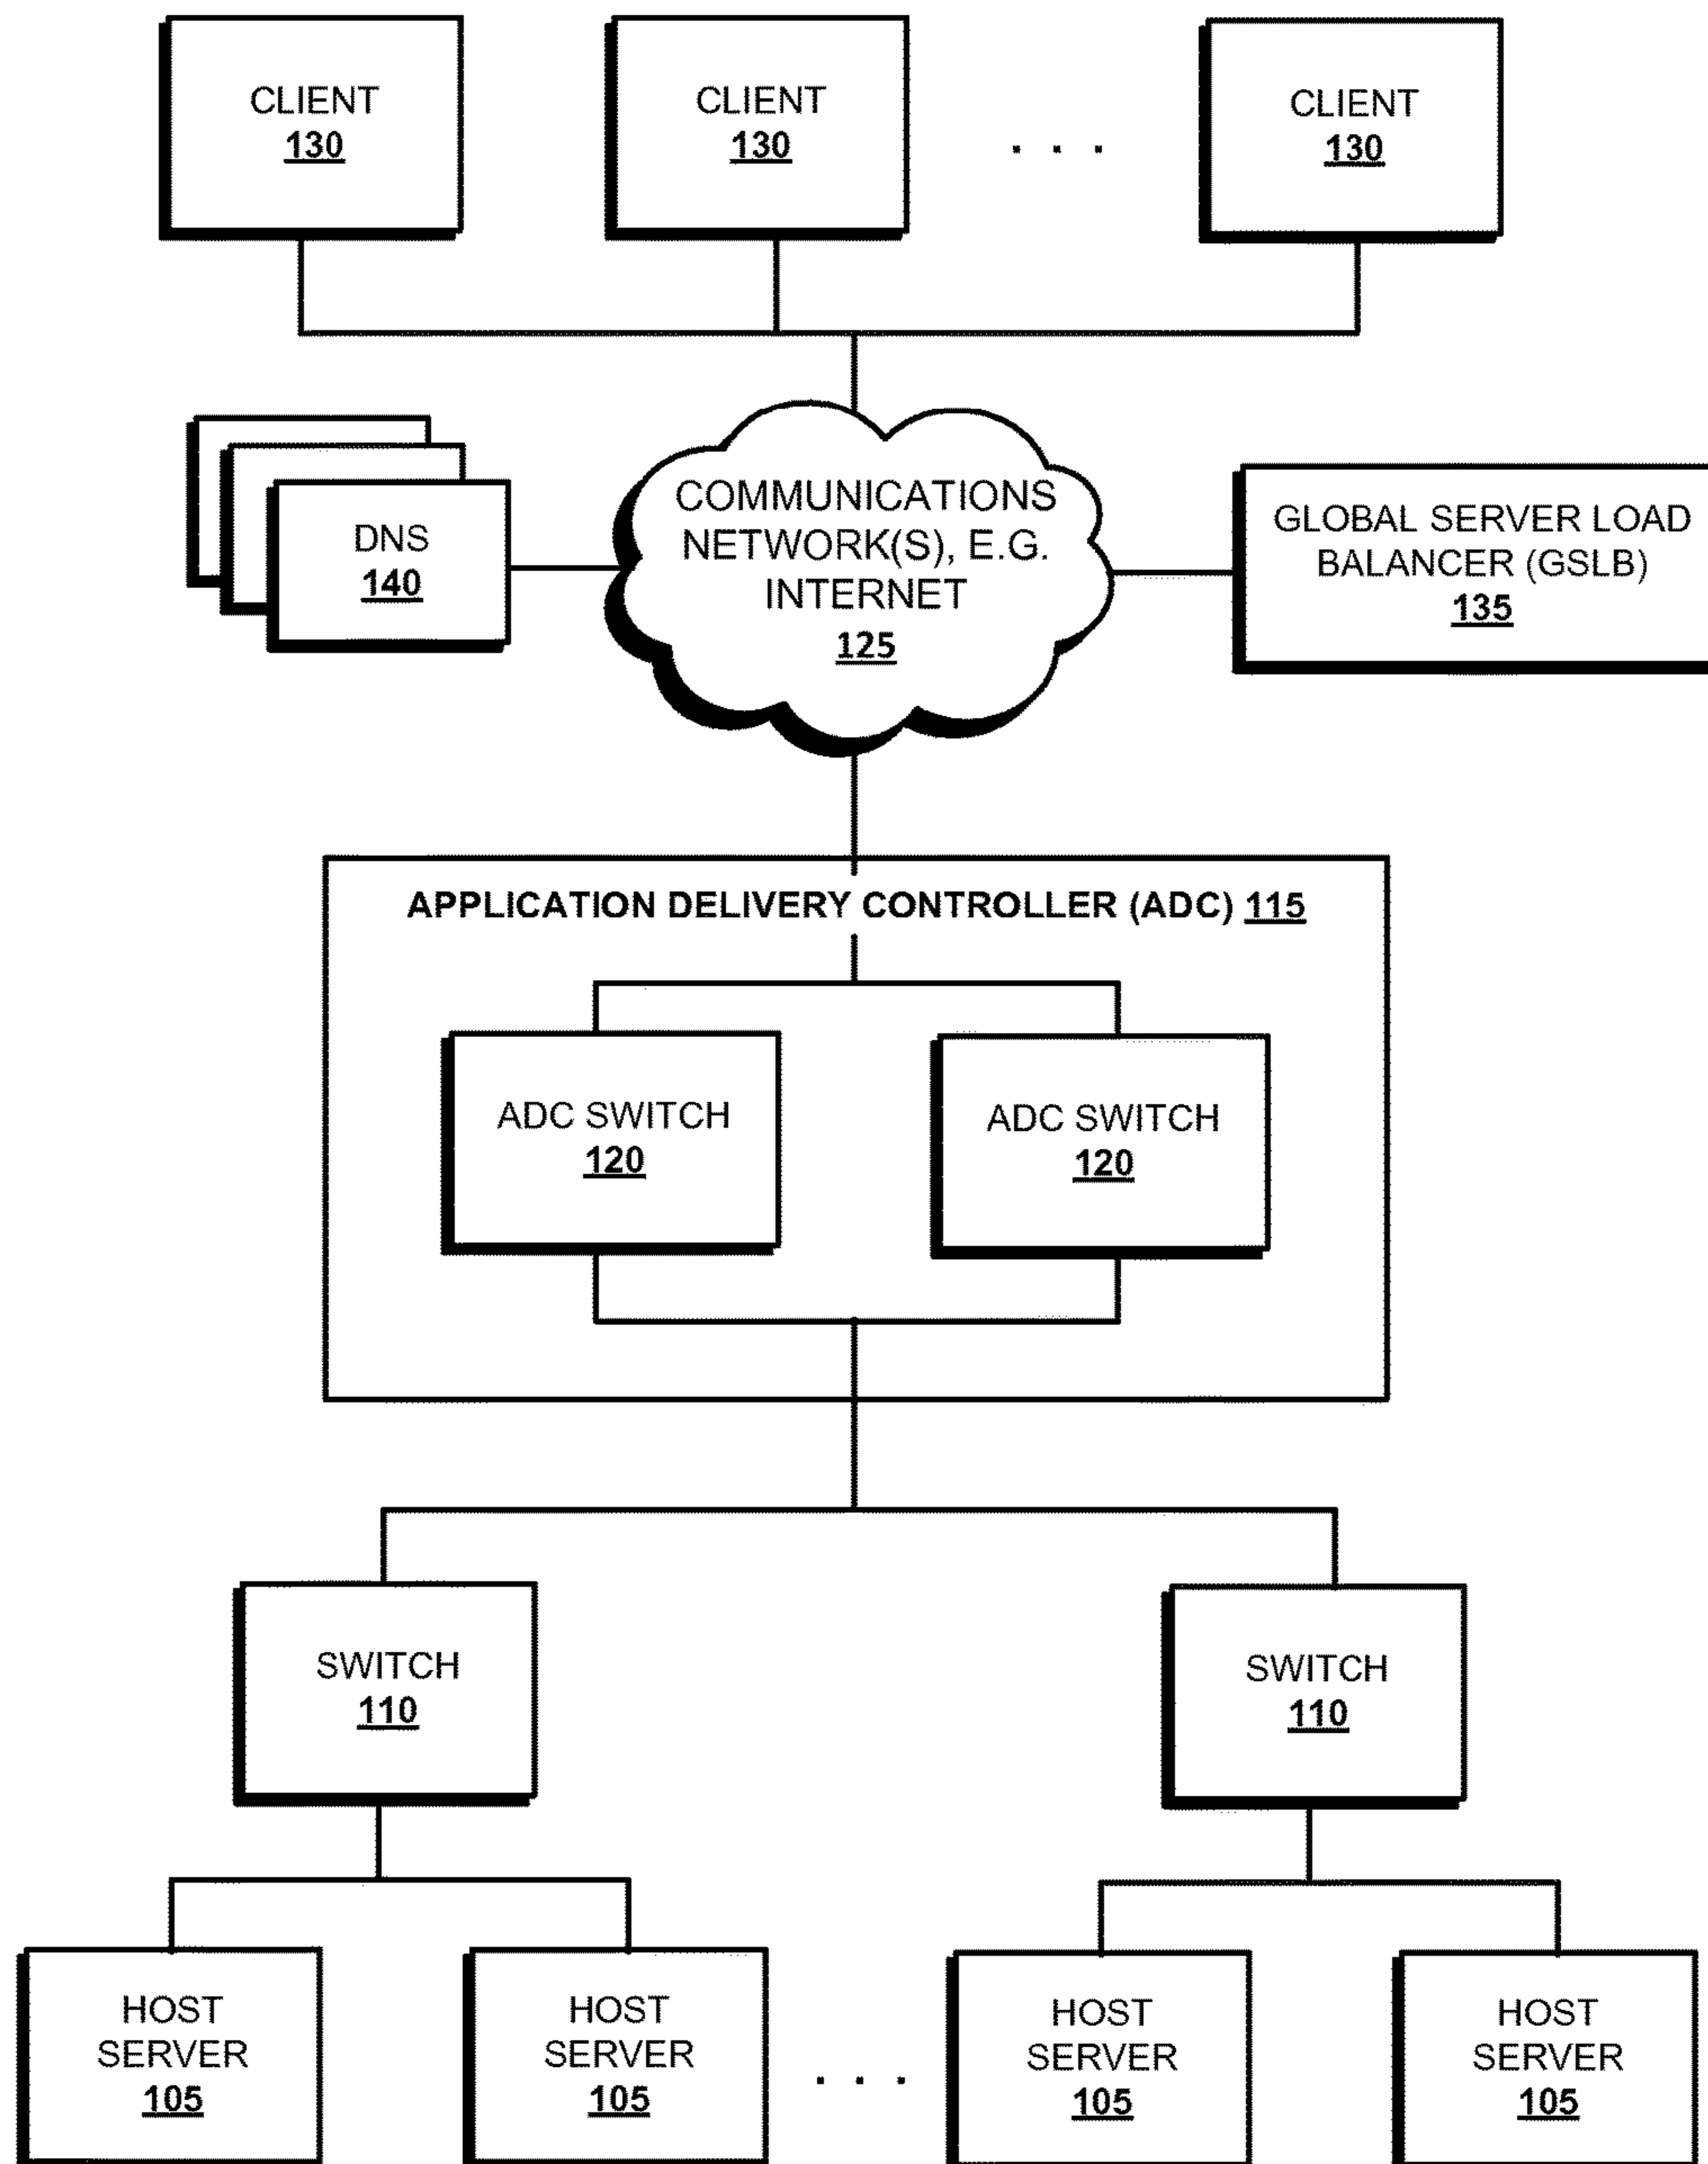 CLIENT
130
CLIENT
130
. . .
CLIENT
130
DNS
140
COMMUNICATIONS
NETWORK(S), E.G.
INTERNET
125
GLOBAL SERVER LOAD
BALANCER (GSLB)
135
APPLICATION DELIVERY CONTROLLER (ADC) 115
ADC SWITCH
120
ADC SWITCH
120
SWITCH
110
SWITCH
110
HOST
SERVER
105
HOST
SERVER
105
. . .
HOST
SERVER
105
HOST
SERVER
105